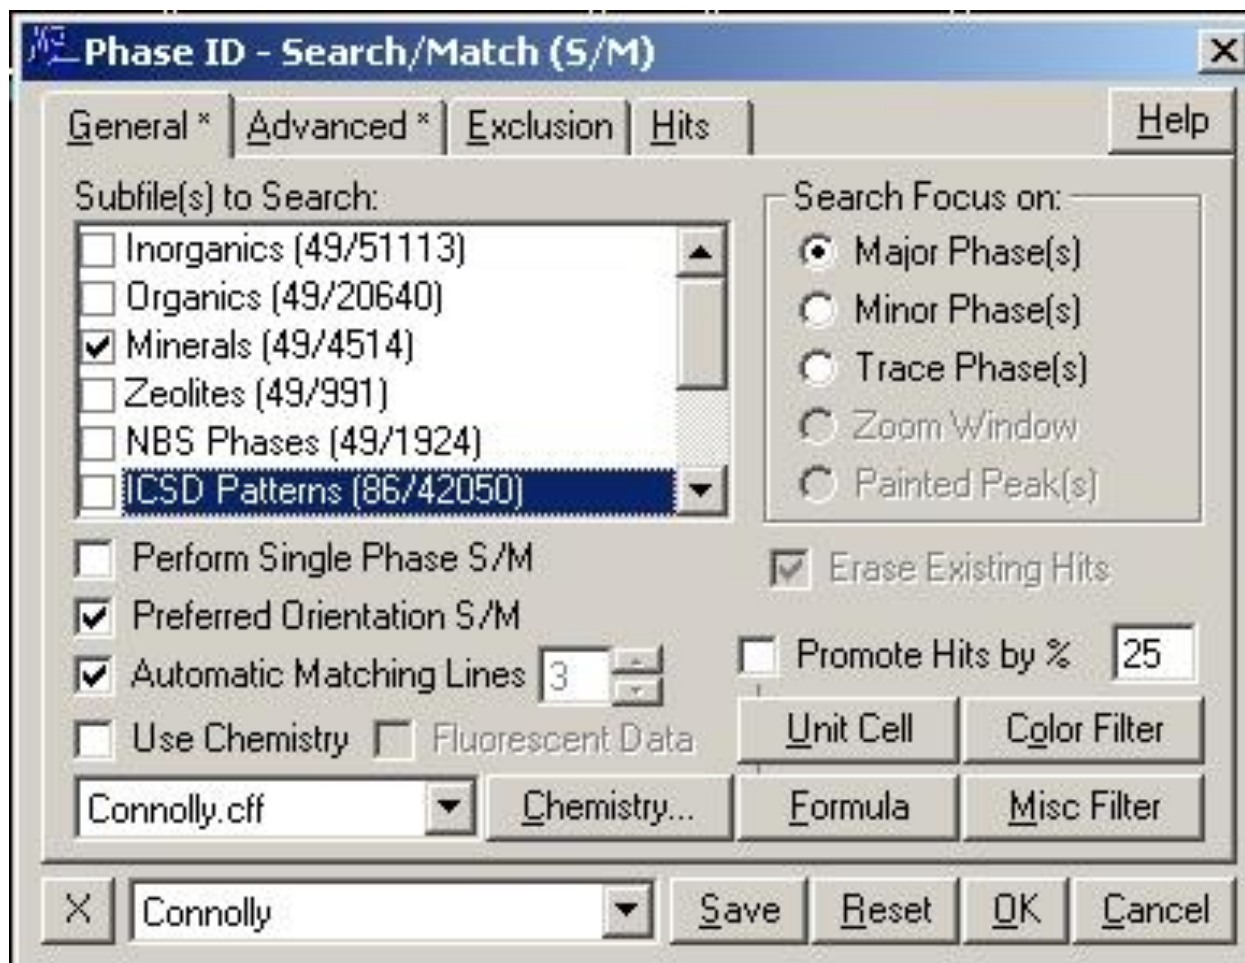 Phase ID - Search/Match (S/M)
General * Advanced * Exclusion Hits Help
Subfile(s) to Search:
Inorganics (49/51113)
Organics (49/20640)
Minerals (49/4514)
Zeolites (49/991)
NBS Phases (49/1924)
ICSD Patterns (86/42050)
Search Focus on:
Major Phase(s)
Minor Phase(s)
Trace Phase(s)
Zoom Window
Painted Peak(s)
Perform Single Phase S/M
Erase Existing Hits
Preferred Orientation S/M
Automatic Matching Lines 3
Promote Hits by % 25
Use Chemistry Fluorescent Data
Unit Cell Color Filter
Connolly.cff Chemistry... Formula Misc Filter
X Connolly Save Reset OK Cancel